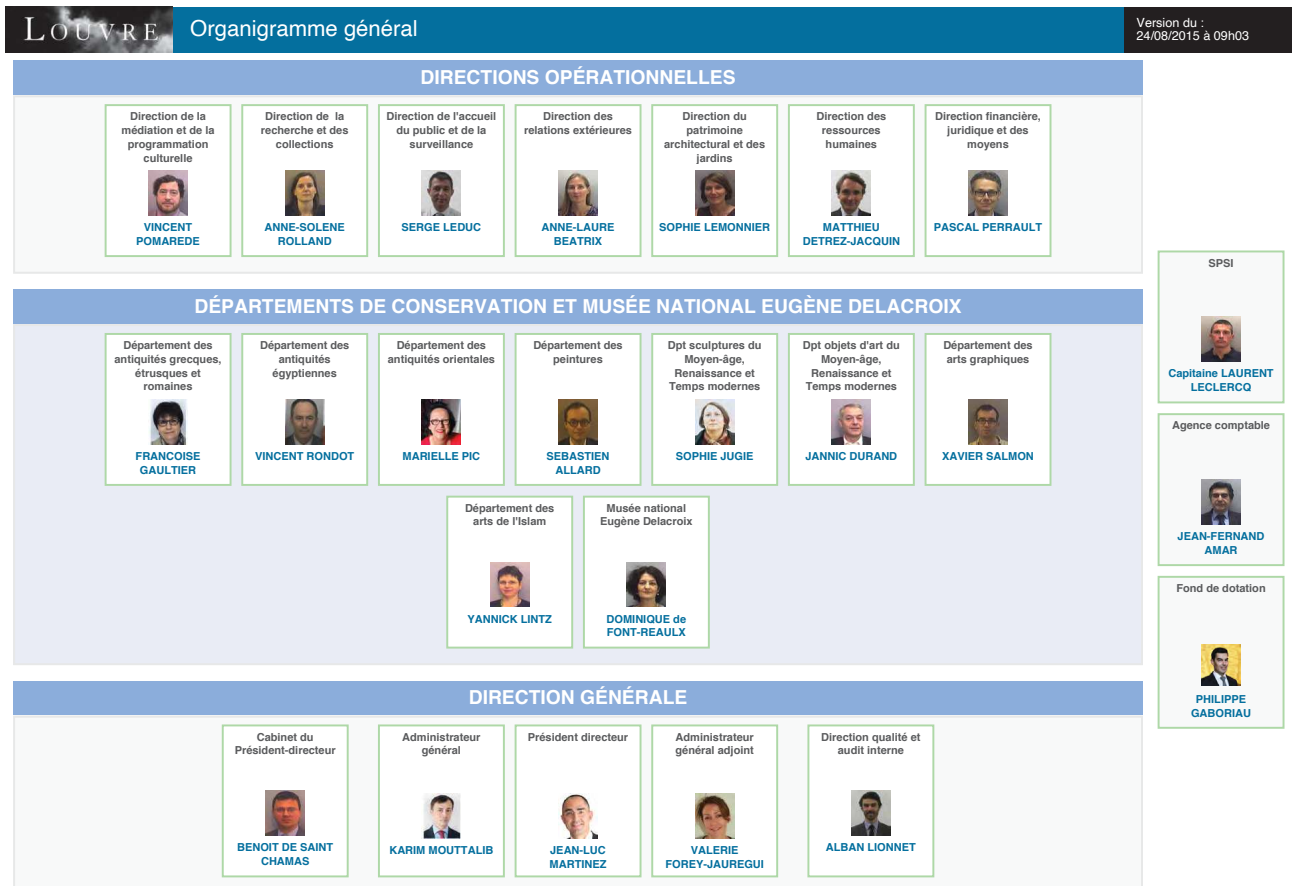 LOUVRE
Organigramme général
Version du :
24/08/2015 à 09h03
DIRECTIONS OPÉRATIONNELLES
Direction de la
médiation et de la
programmation
culturelle
VINCENT
POMAREDE
Direction de la
recherche et des
collections
ANNE-SOLENE
ROLLAND
Direction de l'accueil
du public et de la
surveillance
SERGE LEDUC
Direction des
relations extérieures
ANNE-LAURE
BEATRIX
Direction du
patrimoine
architectural et des
jardins
SOPHIE LEMONNIER
Direction des
ressources
humaines
MATTHIEU
DETREZ-JACQUIN
Direction financière,
juridique et des
moyens
PASCAL PERRAULT
DÉPARTEMENTS DE CONSERVATION ET MUSÉE NATIONAL EUGÈNE DELACROIX
Département des
antiquités grecques,
étrusques et
romaines
FRANCOISE
GAULTIER
Département des
antiquités
égyptiennes
VINCENT RONDOT
Département des
antiquités orientales
MARIELLE PIC
Département des
peintures
SEBASTIEN
ALLARD
Dpt sculptures du
Moyen-âge,
Renaissance et
Temps modernes
SOPHIE JUGIE
Dpt objets d'art du
Moyen-âge,
Renaissance et
Temps modernes
JANNIC DURAND
Département des
arts graphiques
XAVIER SALMON
Département des
arts de l'Islam
YANNICK LINTZ
Musée national
Eugène Delacroix
DOMINIQUE de
FONT-REAULX
DIRECTION GÉNÉRALE
Cabinet du
Président-directeur
BENOIT DE SAINT
CHAMAS
Administrateur
général
KARIM MOUTTALIB
Président directeur
JEAN-LUC
MARTINEZ
Administrateur
général adjoint
VALERIE
FOREY-JAUREGUI
Direction qualité et
audit interne
ALBAN LIONNET
SPSI
Capitaine LAURENT
LECLERCQ
Agence comptable
JEAN-FERNAND
AMAR
Fond de dotation
PHILIPPE
GABORIAU